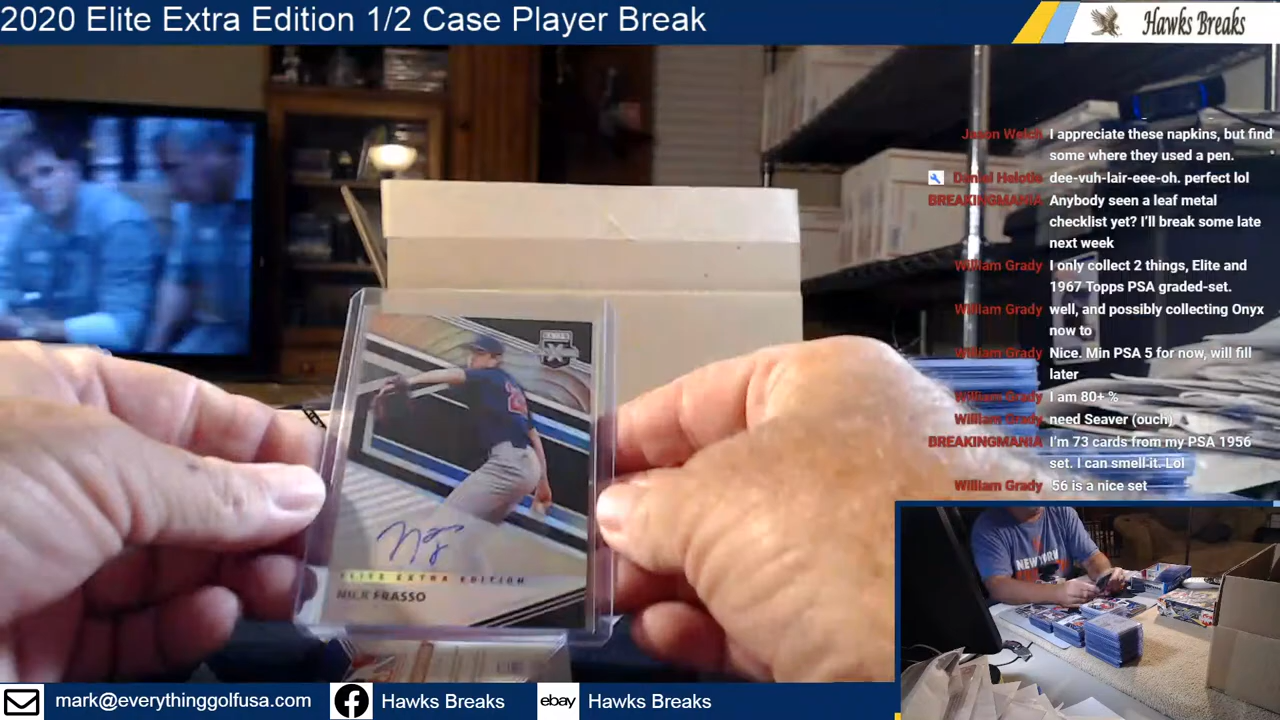 2020 Elite Extra Edition 1/2 Case Player Break
Hawks Breaks
Jason Welch I appreciate these napkins, but find
some where they used a pen.
Daniel dee-vuh-lair-eee-oh. perfect lol
BREAKINGMANIA Anybody seen a leaf metal
checklist yet? I'll break some late
next week
William Grady I only collect 2 things, Elite and
1967 Topps PSA graded-set.
William Grady well, and possibly collecting Onyx
now to
William Grady Nice. Min PSA 5 for now, will fill
later
William Grady I am 80+ %
William Grady need Seaver (ouch)
BREAKINGMANIA I'm 73 cards from my PSA 1956
set. I can smell it. Lol
William Grady 56 is a nice set
ELITE EXTRA EDITION
NICK FRASSO
NEW YORK
mark@everythinggolfusa.com
Hawks Breaks
ebay
Hawks Breaks